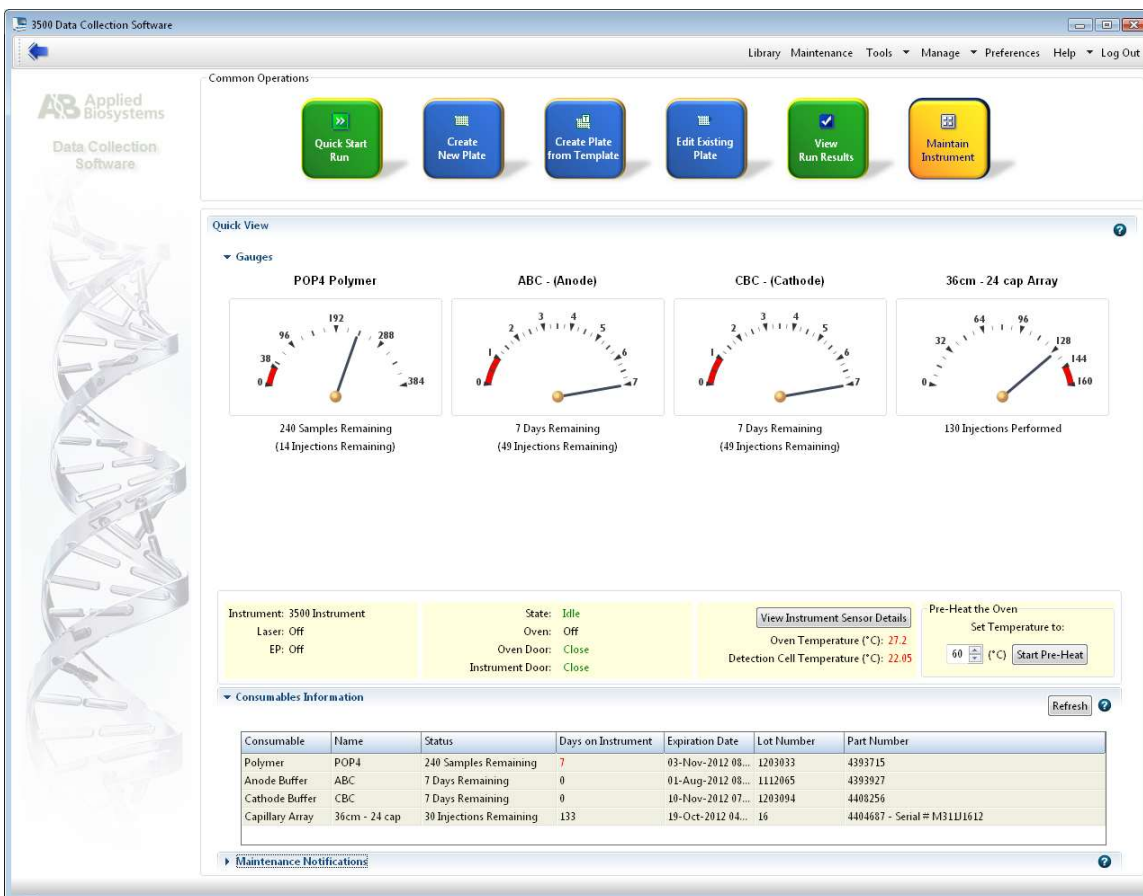 3500 Data Collection Software
Library Maintenance Tools Manage Preferences Help Log Out
AB Applied Biosystems
Data Collection
Software
Common Operations
Quick Start
Run
Create
New Plate
Create Plate
from Template
Edit Existing
Plate
View
Run Results
Maintain
Instrument
Quick View
Gauges
POP4 Polymer
0 38 96 192 288 384
240 Samples Remaining
(14 Injections Remaining)
ABC - (Anode)
0 1 2 3 4 5 6 7
7 Days Remaining
(49 Injections Remaining)
CBC - (Cathode)
0 1 2 3 4 5 6 7
7 Days Remaining
(49 Injections Remaining)
36cm - 24 cap Array
0 32 64 96 128 144 160
130 Injections Performed
Instrument: 3500 Instrument
Laser: Off
EP: Off
State: Idle
Oven: Off
Oven Door: Close
Instrument Door: Close
View Instrument Sensor Details
Oven Temperature (°C): 27.2
Detection Cell Temperature (°C): 22.05
Pre-Heat the Oven
Set Temperature to:
60 (°C) Start Pre-Heat
Consumables Information
Refresh
Consumable Name Status Days on Instrument Expiration Date Lot Number Part Number
Polymer POP4 240 Samples Remaining 7 03-Nov-2012 08... 1203033 4393715
Anode Buffer ABC 7 Days Remaining 0 01-Aug-2012 08... 1112065 4393927
Cathode Buffer CBC 7 Days Remaining 0 10-Nov-2012 07... 1203094 4408256
Capillary Array 36cm - 24 cap 30 Injections Remaining 133 19-Oct-2012 04... 16 4404687 - Serial # M311J1612
Maintenance Notifications